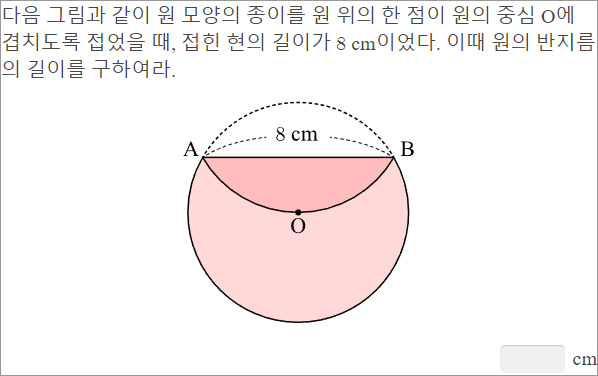 다음 그림과 같이 원 모양의 종이를 원 위의 한 점이 원의 중심 O에
겹치도록 접었을 때, 접힌 현의 길이가 8 cm이었다. 이때 원의 반지름
의 길이를 구하여라.
8 cm
A
B
O
cm